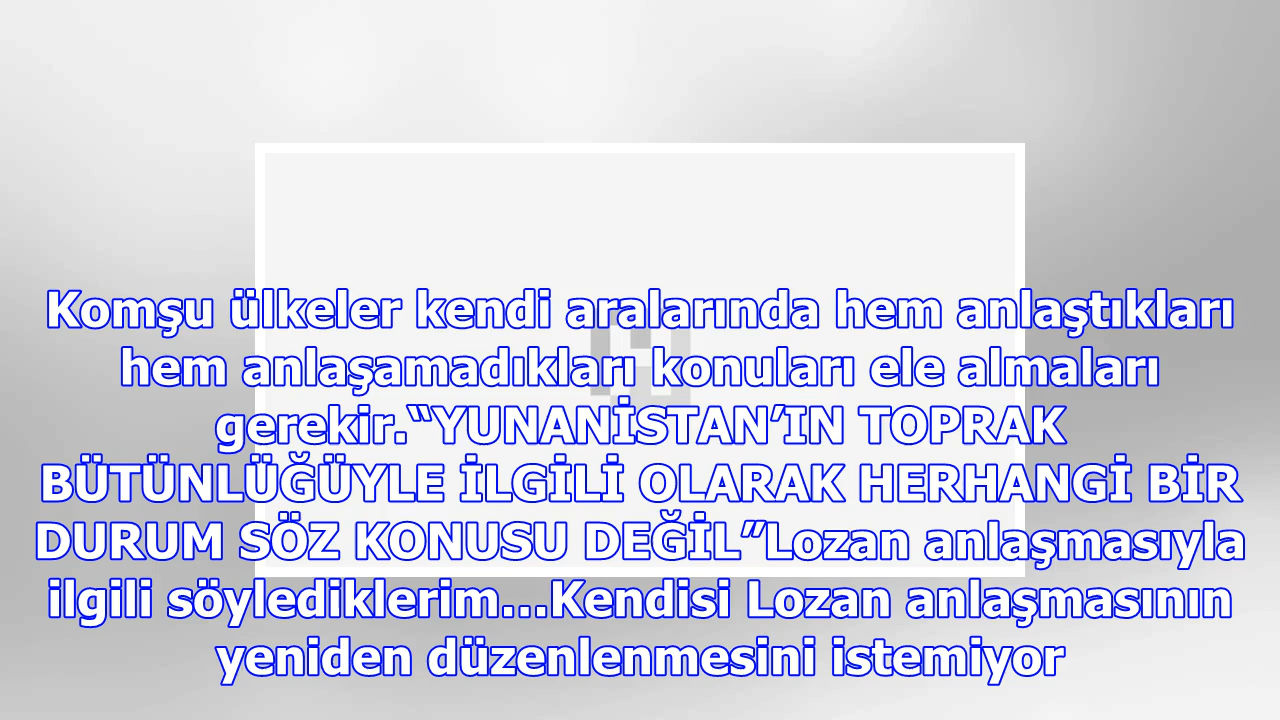 Komşu ülkeler kendi aralarında hem anlaştıkları
hem anlaşamadıkları konuları ele almaları
gerekir.“YUNANİSTAN’IN TOPRAK
BÜTÜNLÜĞÜYLE İLGİLİ OLARAK HERHANGİ BİR
DURUM SÖZ KONUSU DEĞİL”Lozan anlaşmasıyla
ilgili söylediklerim...Kendisi Lozan anlaşmasının
yeniden düzenlenmesini istemiyor